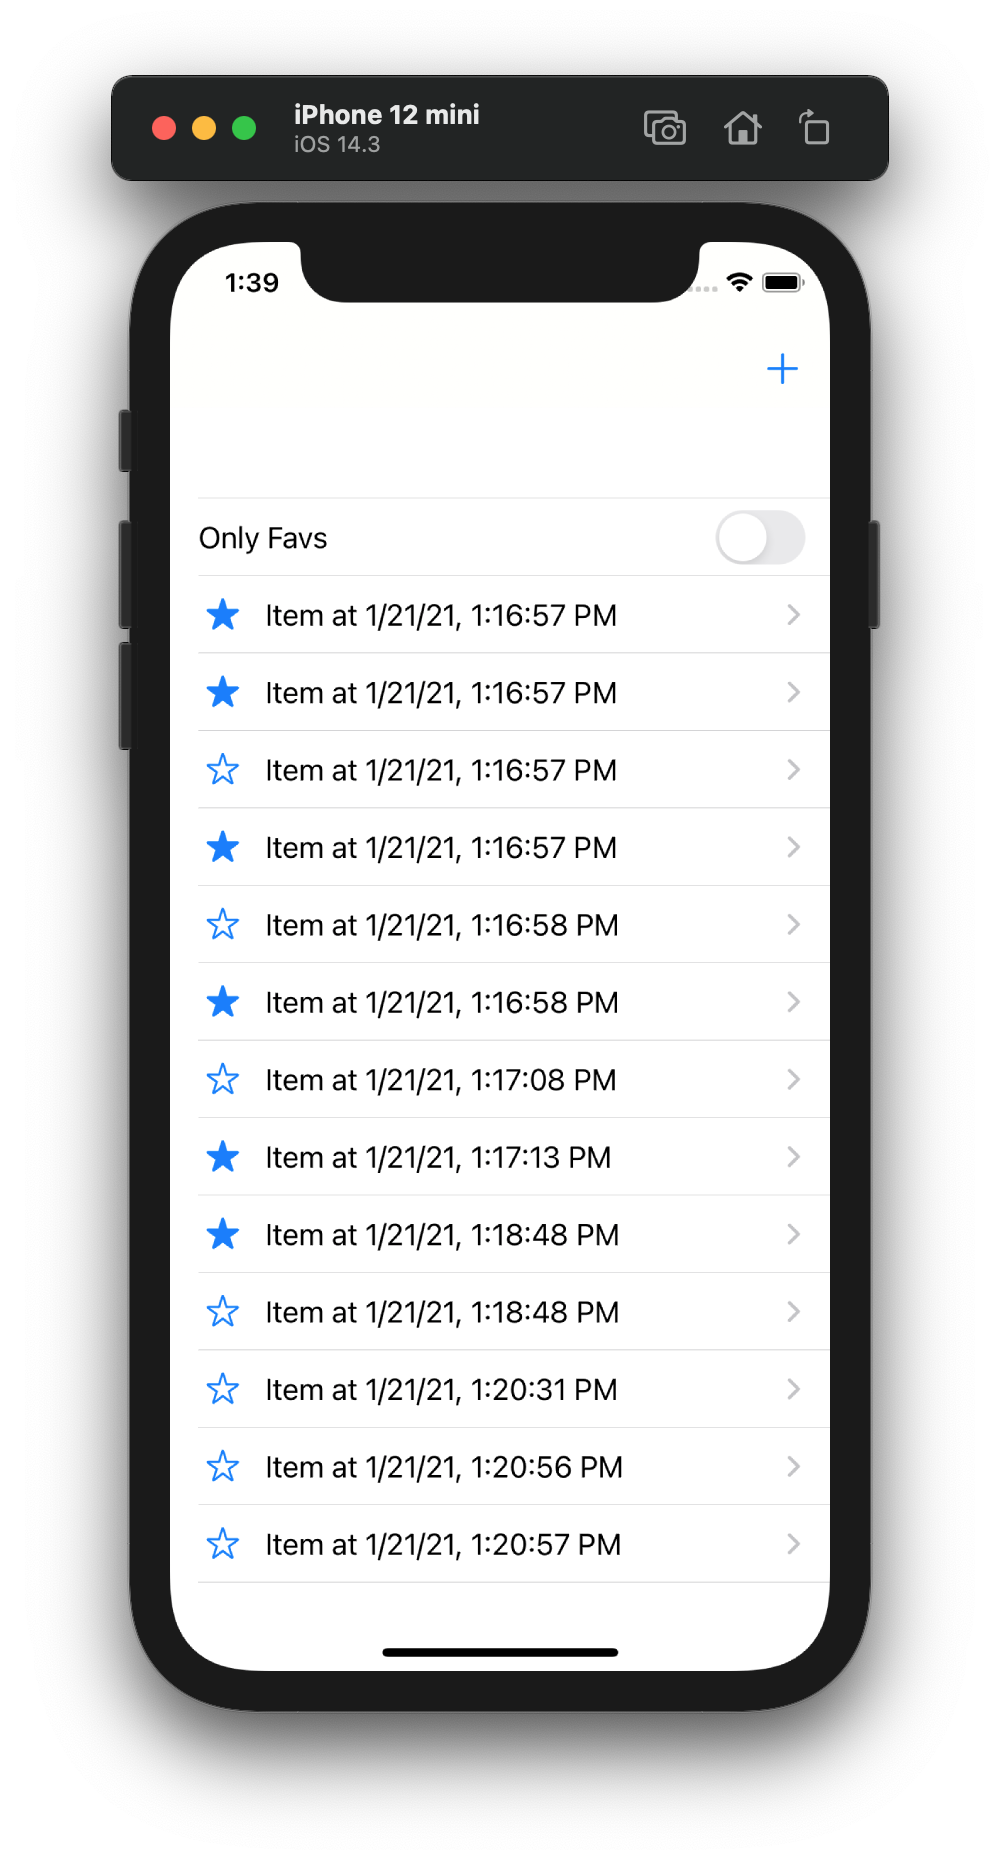 iPhone 12 mini
iOS 14.3
1:39
Only Favs
Item at 1/21/21, 1:16:57 PM
Item at 1/21/21, 1:16:57 PM
Item at 1/21/21, 1:16:57 PM
Item at 1/21/21, 1:16:57 PM
Item at 1/21/21, 1:16:58 PM
Item at 1/21/21, 1:16:58 PM
Item at 1/21/21, 1:17:08 PM
Item at 1/21/21, 1:17:13 PM
Item at 1/21/21, 1:18:48 PM
Item at 1/21/21, 1:18:48 PM
Item at 1/21/21, 1:20:31 PM
Item at 1/21/21, 1:20:56 PM
Item at 1/21/21, 1:20:57 PM